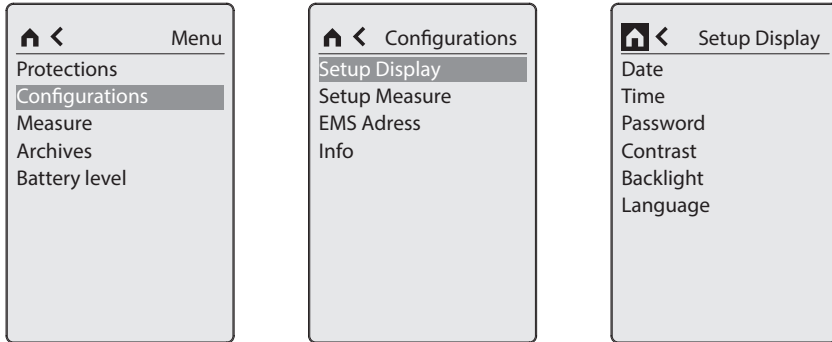 Menu
Protections
Configurations
Measure
Archives
Battery level
Configurations
Setup Display
Setup Measure
EMS Adress
Info
Setup Display
Date
Time
Password
Contrast
Backlight
Language